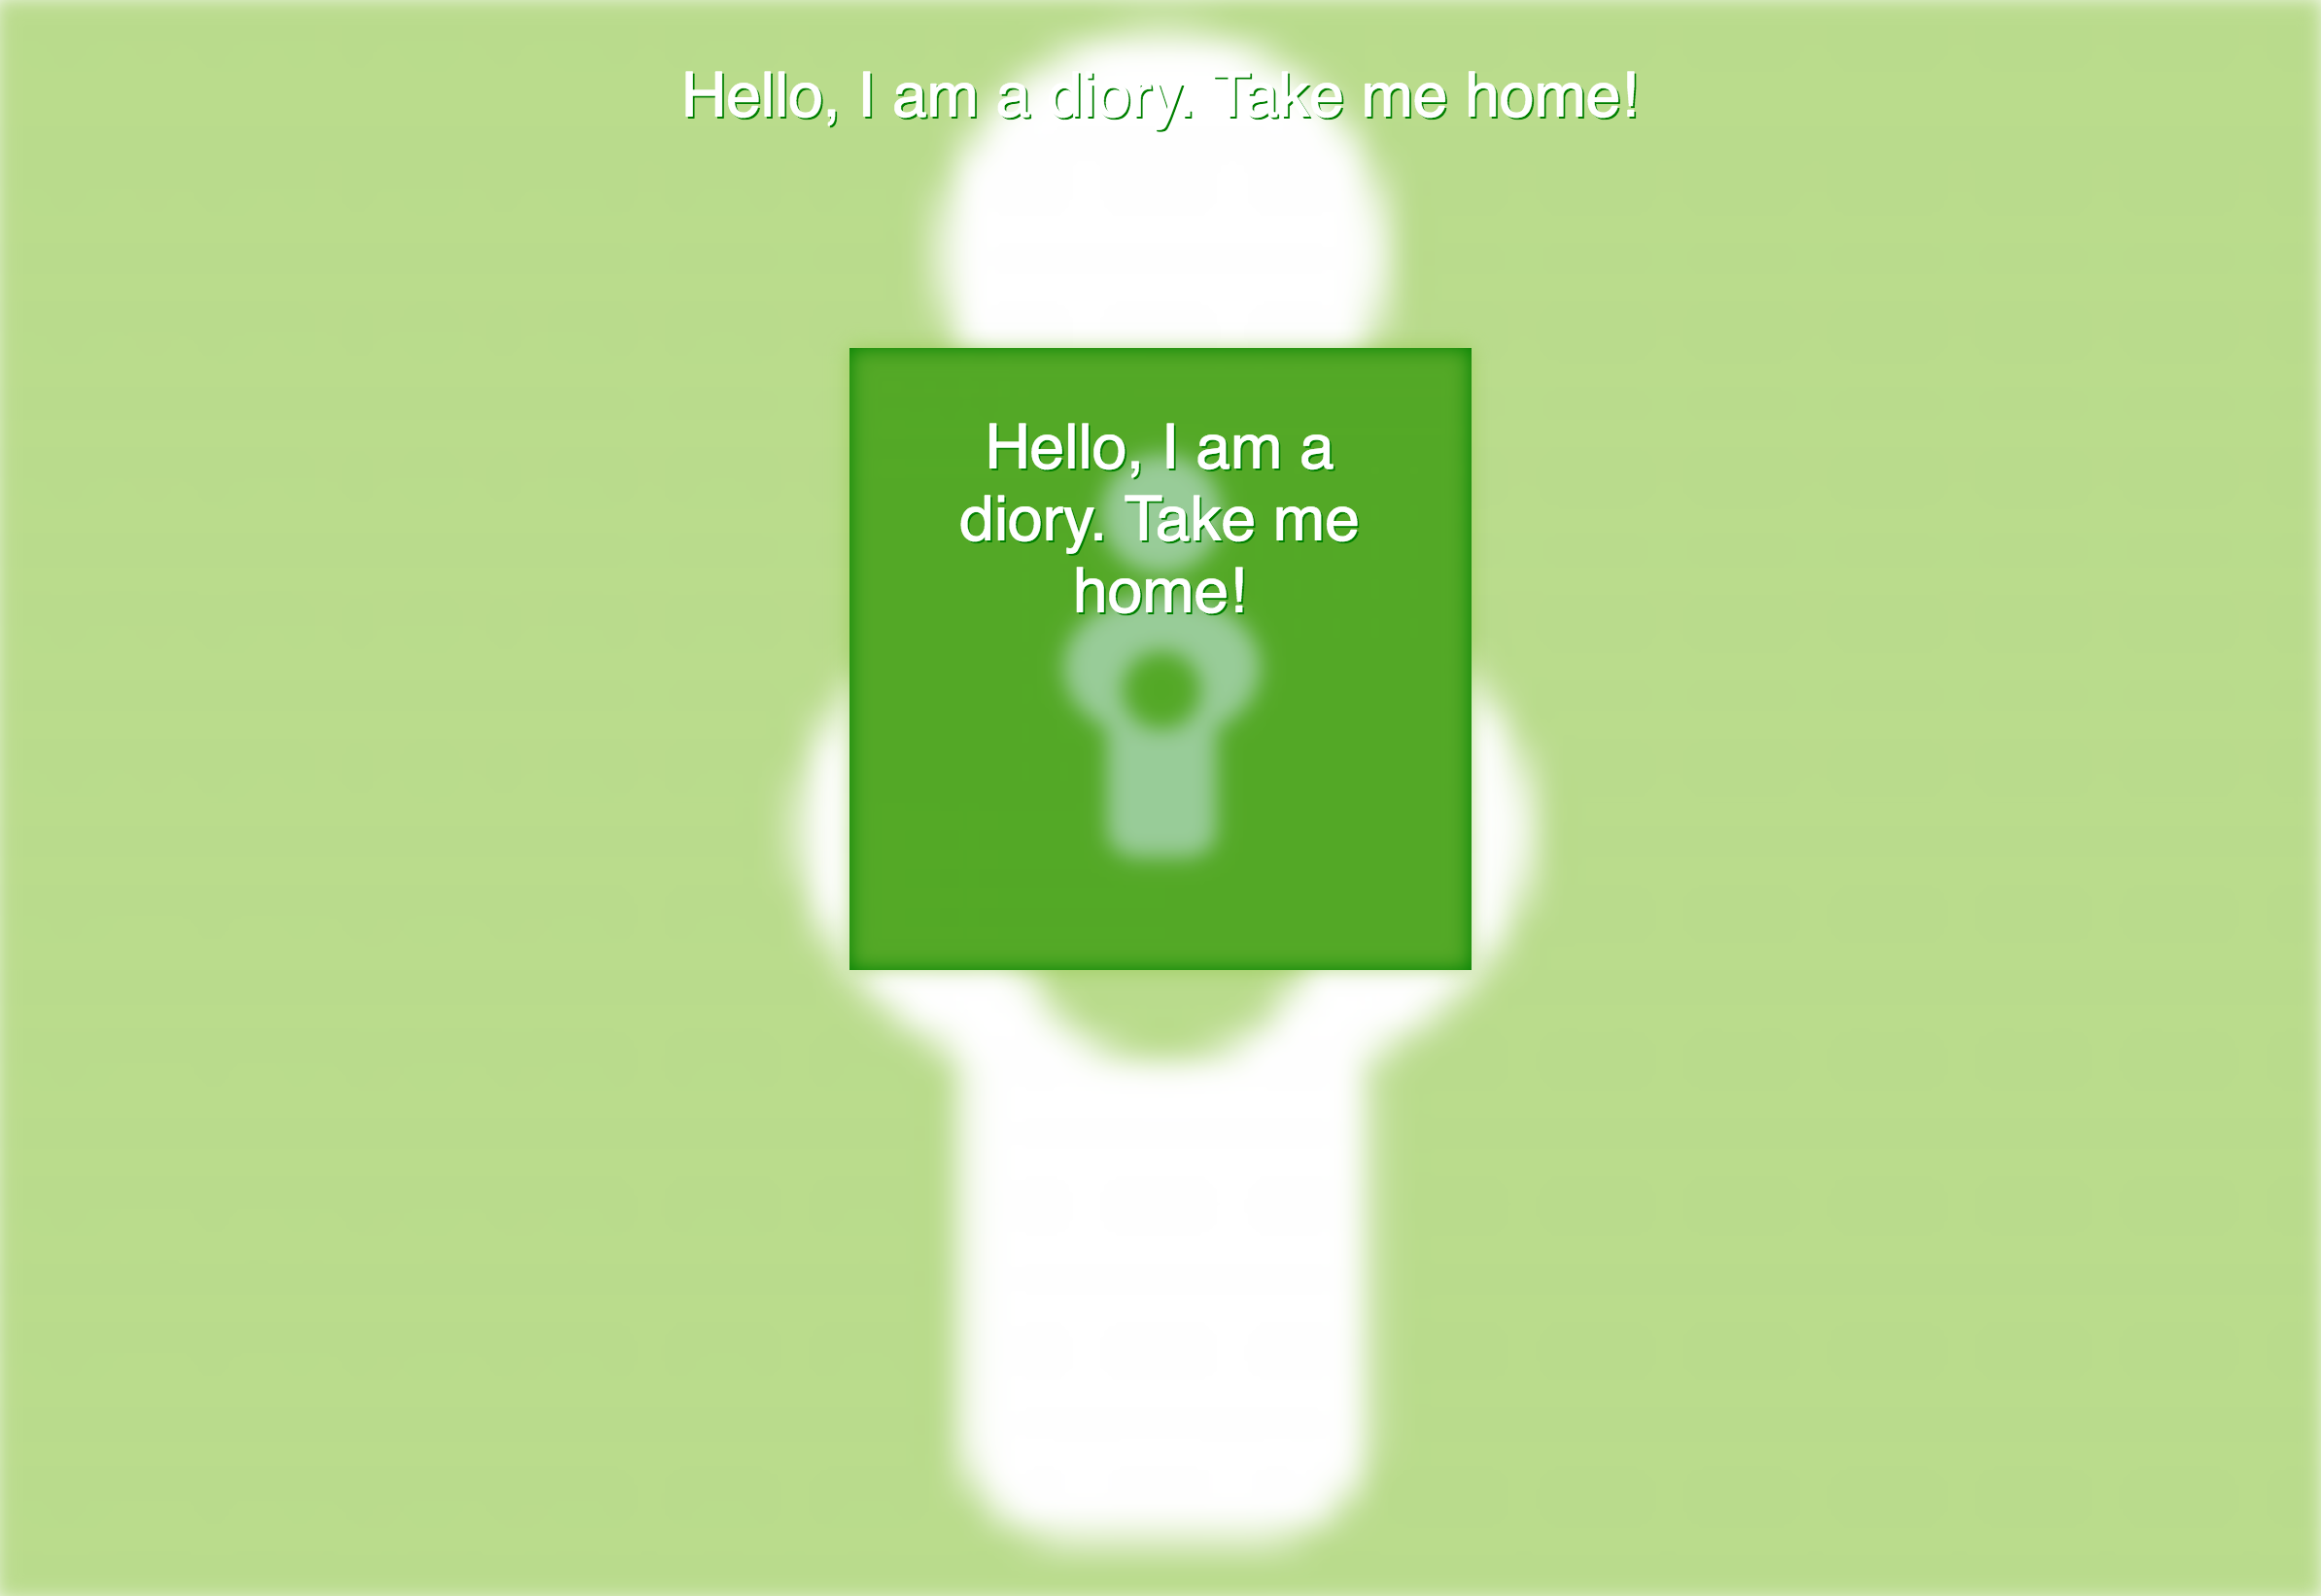 Hello, I am a diory. Take me home!
Hello, I am a
diory. Take me
home!